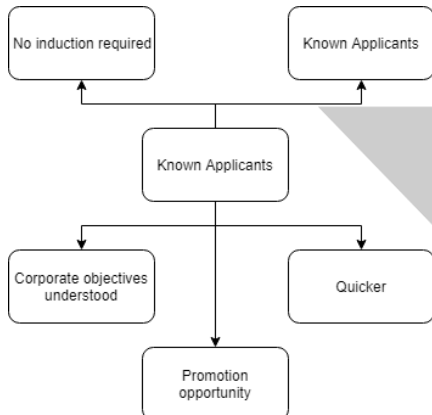 No induction required
Known Applicants
Known Applicants
Corporate objectives
understood
Quicker
Promotion
opportunity